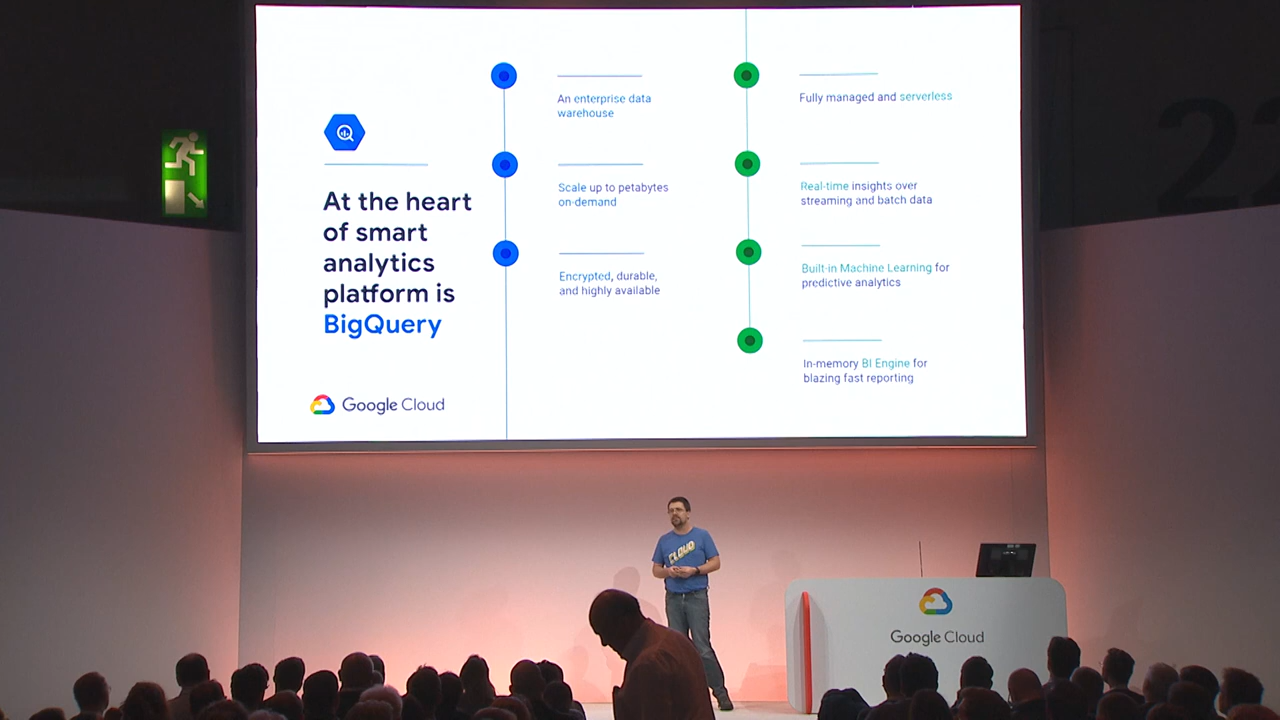 At the heart
of smart
analytics
platform is
BigQuery
Google Cloud
An enterprise data
warehouse
Scale up to petabytes
on-demand
Encrypted, durable,
and highly available
Fully managed and serverless
Real-time insights over
streaming and batch data
Built-in Machine Learning for
predictive analytics
In-memory BI Engine for
blazing fast reporting
22
CLOUD
Google Cloud